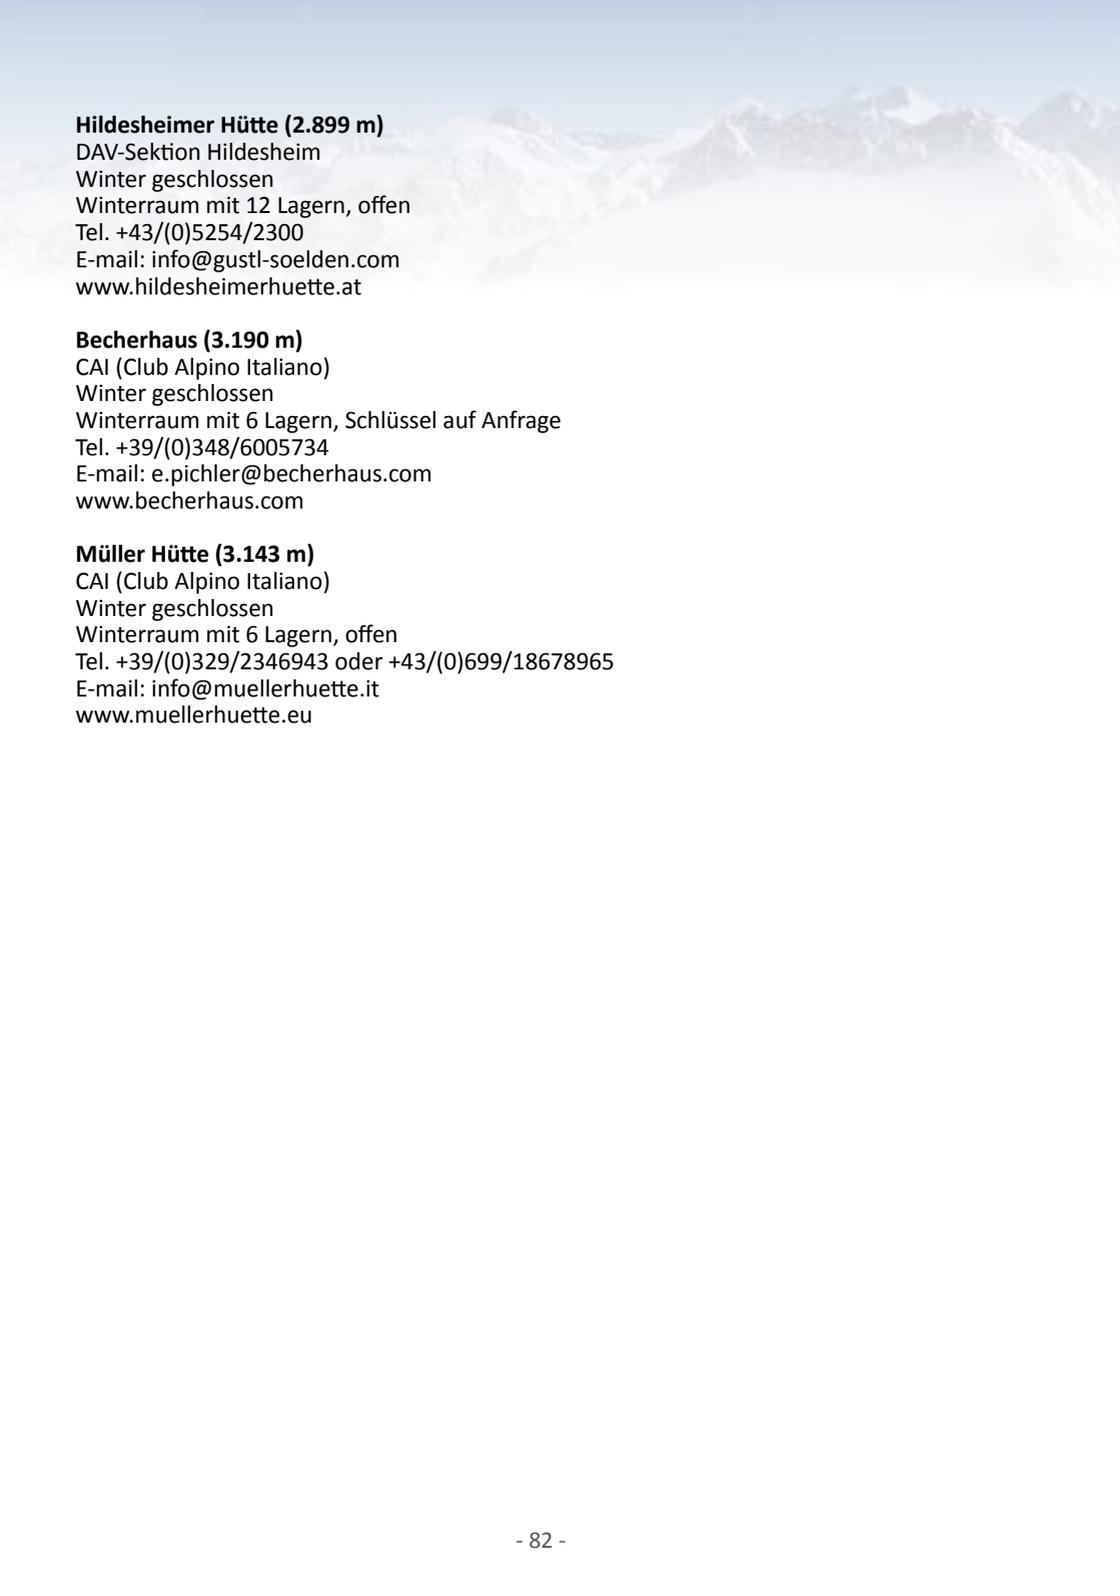 Hildesheimer Hütte (2.899 m)
DAV-Sektion Hildesheim
Winter geschlossen
Winterraum mit 12 Lagern, offen
Tel. +43/(0)5254/2300
E-mail: info@gustl-soelden.com
www.hildesheimerhuette.at
Becherhaus (3.190 m)
CAI (Club Alpino Italiano)
Winter geschlossen
Winterraum mit 6 Lagern, Schlüssel auf Anfrage
Tel. +39/(0)348/6005734
E-mail: e.pichler@becherhaus.com
www.becherhaus.com
Müller Hütte (3.143 m)
CAI (Club Alpino Italiano)
Winter geschlossen
Winterraum mit 6 Lagern, offen
Tel. +39/(0)329/2346943 oder +43/(0)699/18678965
E-mail: info@muellerhuette.it
www.muellerhuette.eu
- 82 -